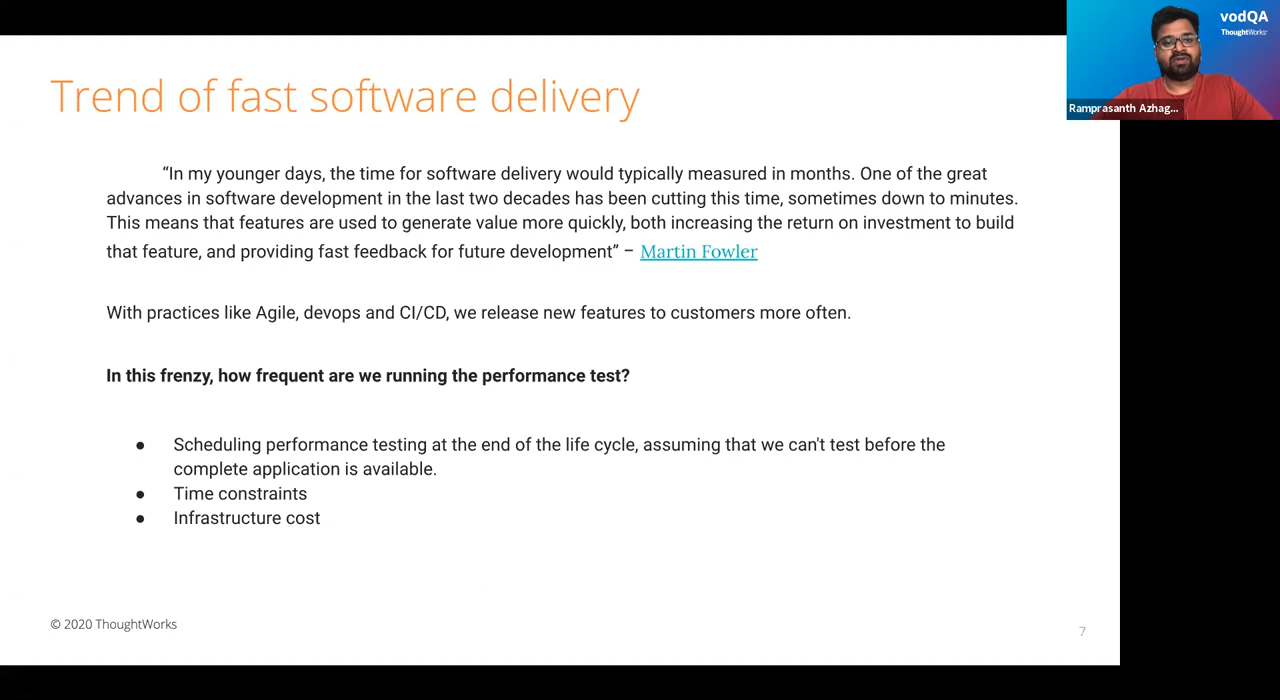 vodQA
ThoughtWorks
Ramprasanth Azhag...
Trend of fast software delivery
“In my younger days, the time for software delivery would typically measured in months. One of the great
advances in software development in the last two decades has been cutting this time, sometimes down to minutes.
This means that features are used to generate value more quickly, both increasing the return on investment to build
that feature, and providing fast feedback for future development” – Martin Fowler
With practices like Agile, devops and CI/CD, we release new features to customers more often.
In this frenzy, how frequent are we running the performance test?
● Scheduling performance testing at the end of the life cycle, assuming that we can't test before the
complete application is available.
● Time constraints
● Infrastructure cost
© 2020 ThoughtWorks
7